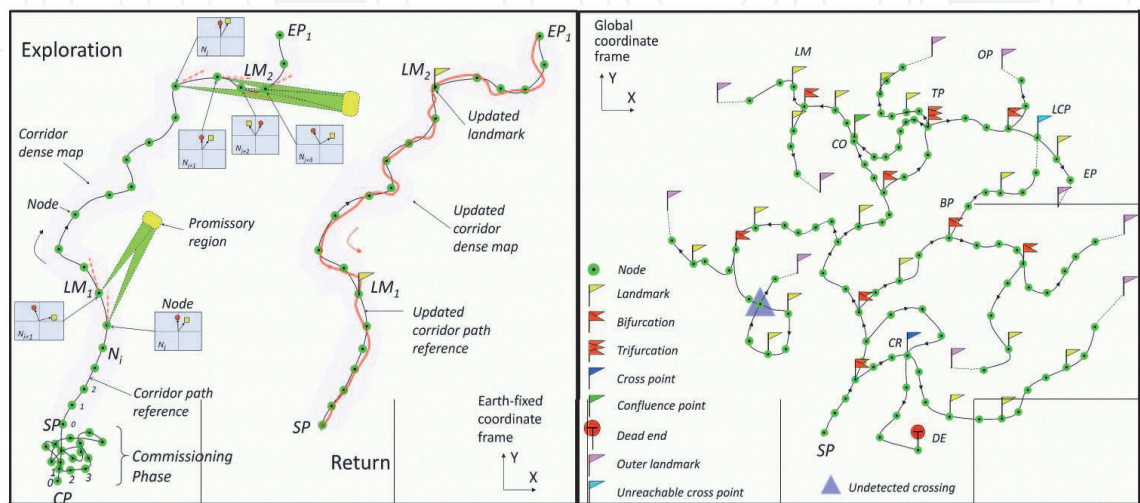 Exploration
N
j
EP1
LM2
N
j+1
N
j+2
N
j+3
Corridor
dense map
Node
Promissory
region
LM1
N
i+1
Node
N
i
Ni
2
Corridor path
reference
1
SP
0
Commissioning
Phase
1
2
3
0
CP
EP1
LM2
Updated
landmark
Updated
corridor
dense map
LM1
Updated
corridor path
reference
SP
Return
Earth-fixed
coordinate
frame
Y
X
Global
coordinate
frame
Y
X
LM
OP
TP
LCP
CO
EP
BP
CR
SP
DE
Node
Landmark
Bifurcation
Trifurcation
Cross point
Confluence point
Dead end
Outer landmark
Unreachable cross point
Undetected crossing